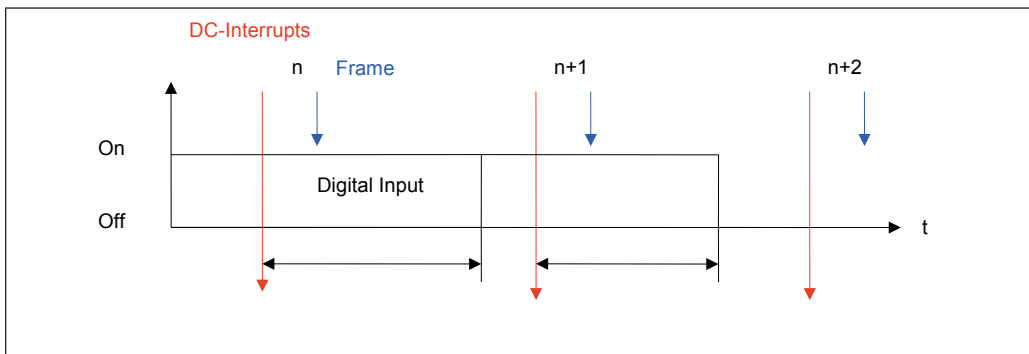 DC-Interrupts
n Frame n+1 n+2
On
Digital Input
Off
t